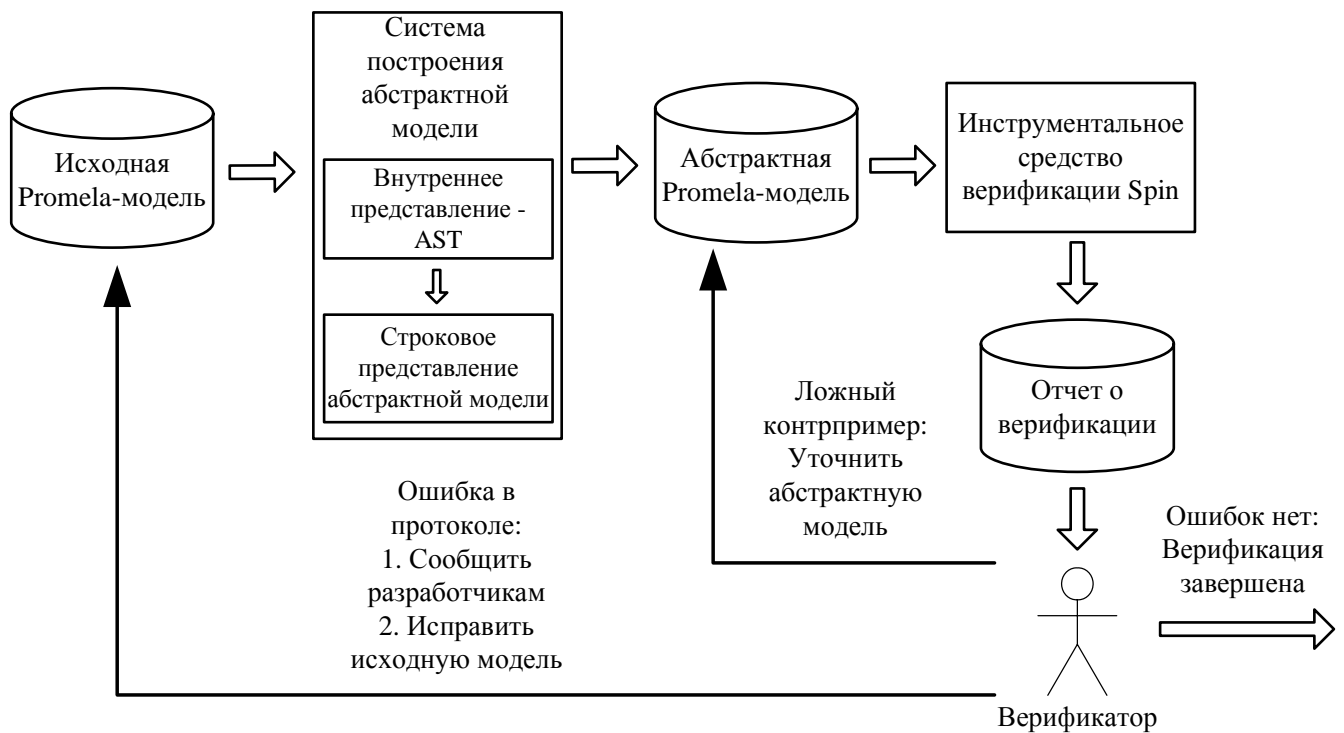 Исходная
Promela-модель
Система
построения
абстрактной
модели
Внутреннее
представление -
AST
Строковое
представление
абстрактной модели
Абстрактная
Promela-модель
Инструментальное
средство
верификации Spin
Отчет о
верификации
Ложный
контрпример:
Уточнить
абстрактную
модель
Ошибка в
протоколе:
1. Сообщить
разработчикам
2. Исправить
исходную модель
Ошибок нет:
Верификация
завершена
Верификатор